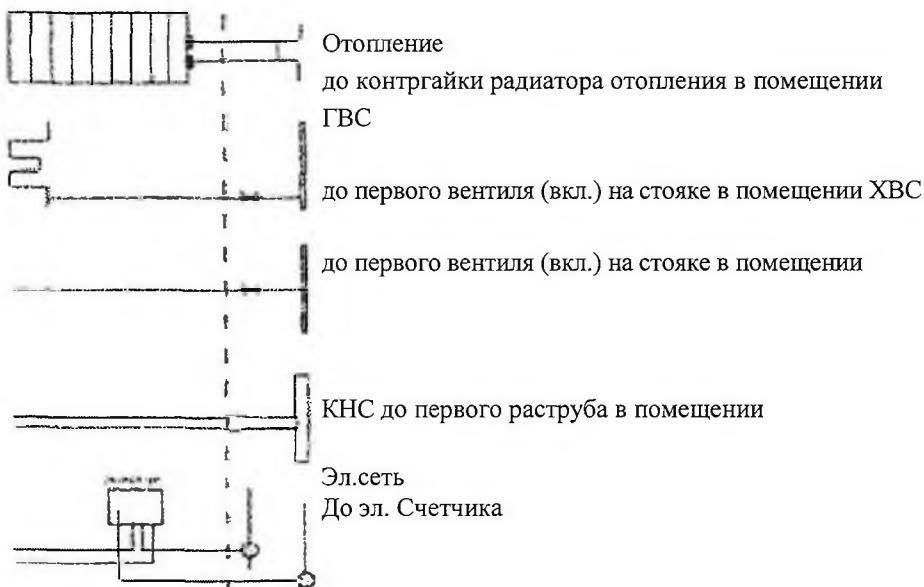 Отопление
до контргайки радиатора отопления в помещении
ГВС
до первого вентиля (вкл.) на стояке в помещении ХВС
до первого вентиля (вкл.) на стояке в помещении
КНС до первого раструба в помещении
Эл.сеть
До эл. Счетчика